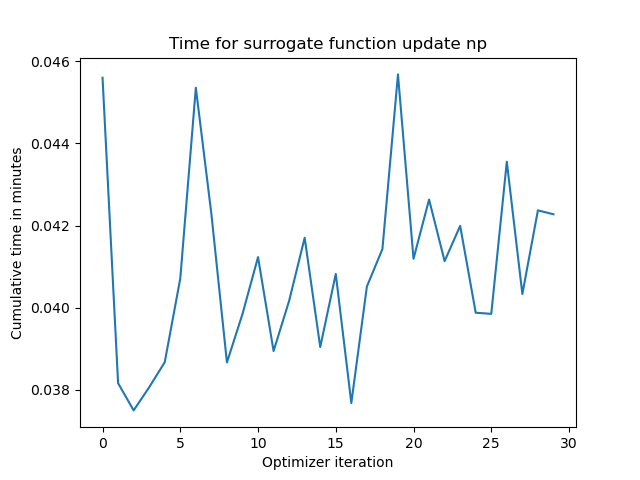 Time for surrogate function update np
Cumulative time in minutes
0.046
0.044
0.042
0.040
0.038
0 5 10 15 20 25 30
Optimizer iteration